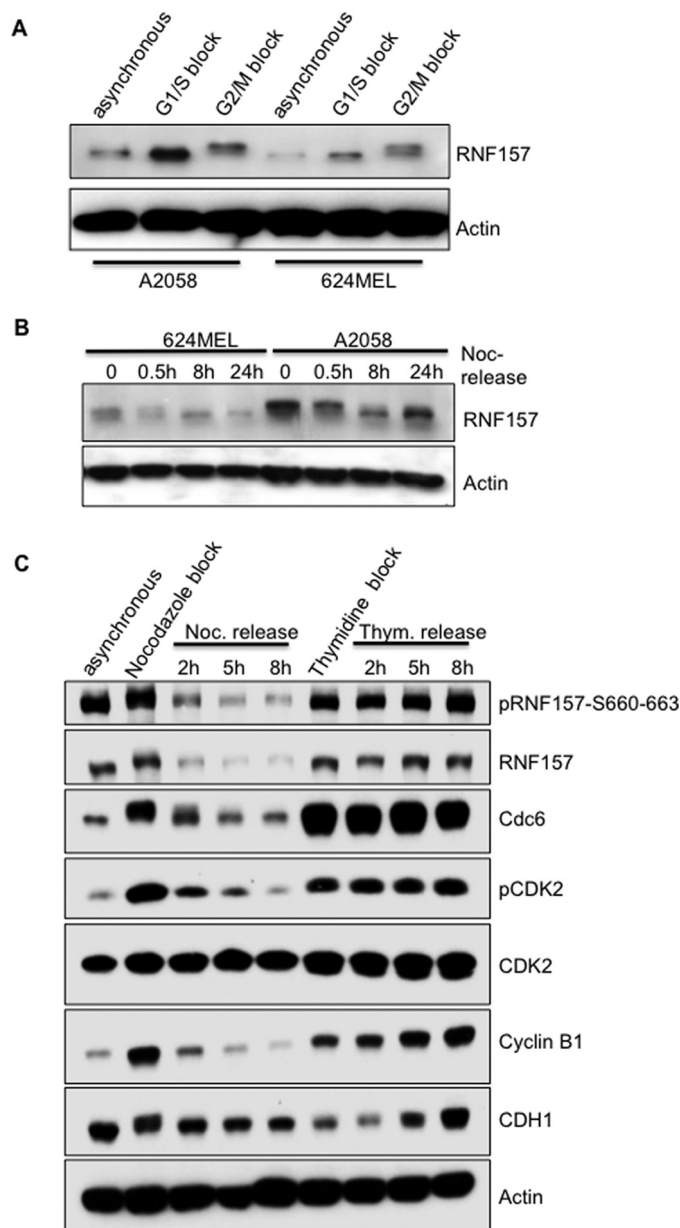 A
asynchronous G1/S block G2/M block asynchronous G1/S block G2/M block
RNF157
Actin
A2058 624MEL
B
624MEL A2058
0 0.5h 8h 24h 0 0.5h 8h 24h Noc-release
RNF157
Actin
C
asynchronous Nocodazole block Noc. release Thymidine block Thym. release
2h 5h 8h 2h 5h 8h
pRNF157-S660-663
RNF157
Cdc6
pCDK2
CDK2
Cyclin B1
CDH1
Actin